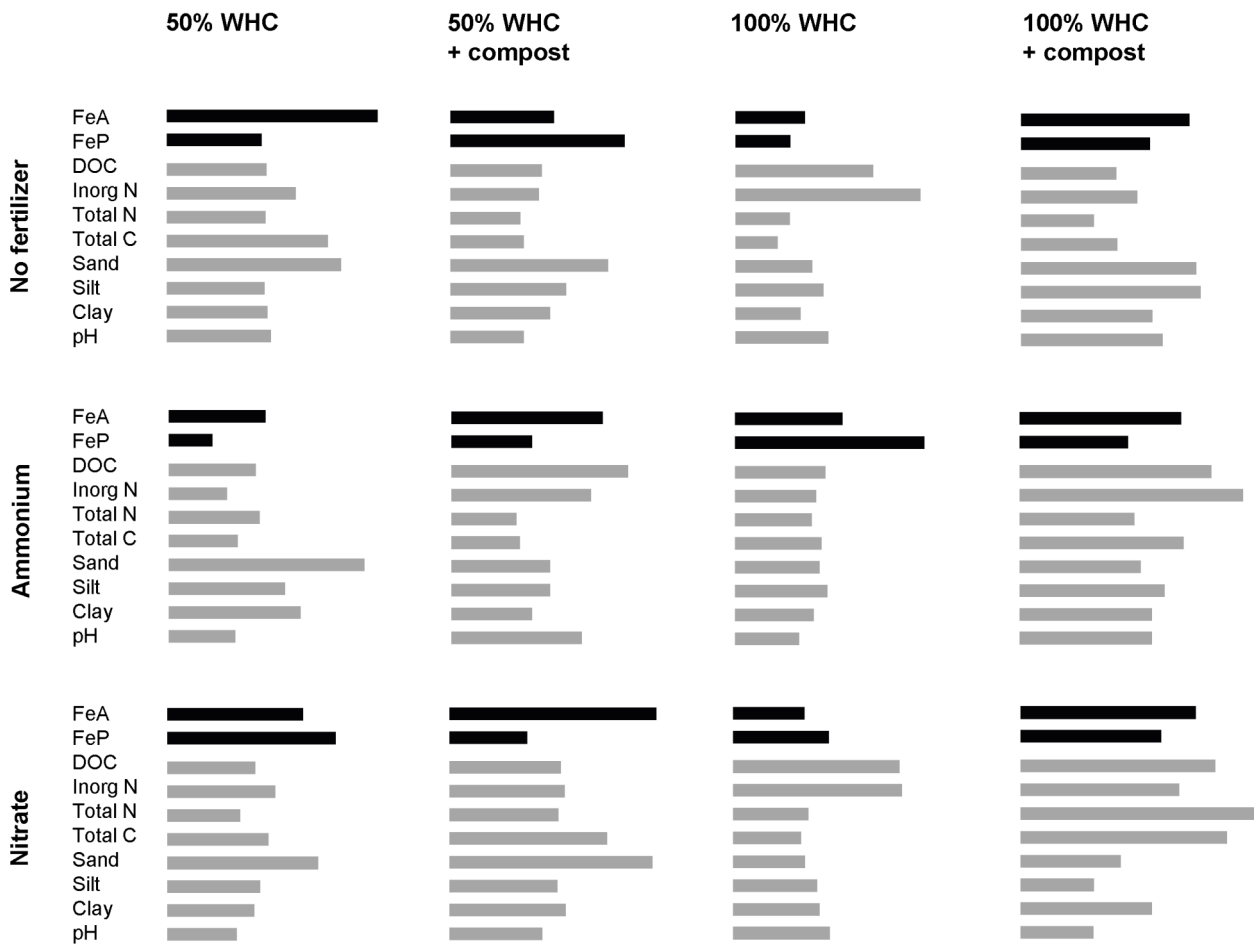 50% WHC
50% WHC
+ compost
100% WHC
100% WHC
+ compost
No fertilizer
FeA
FeP
DOC
Inorg N
Total N
Total C
Sand
Silt
Clay
pH
Ammonium
FeA
FeP
DOC
Inorg N
Total N
Total C
Sand
Silt
Clay
pH
Nitrate
FeA
FeP
DOC
Inorg N
Total N
Total C
Sand
Silt
Clay
pH